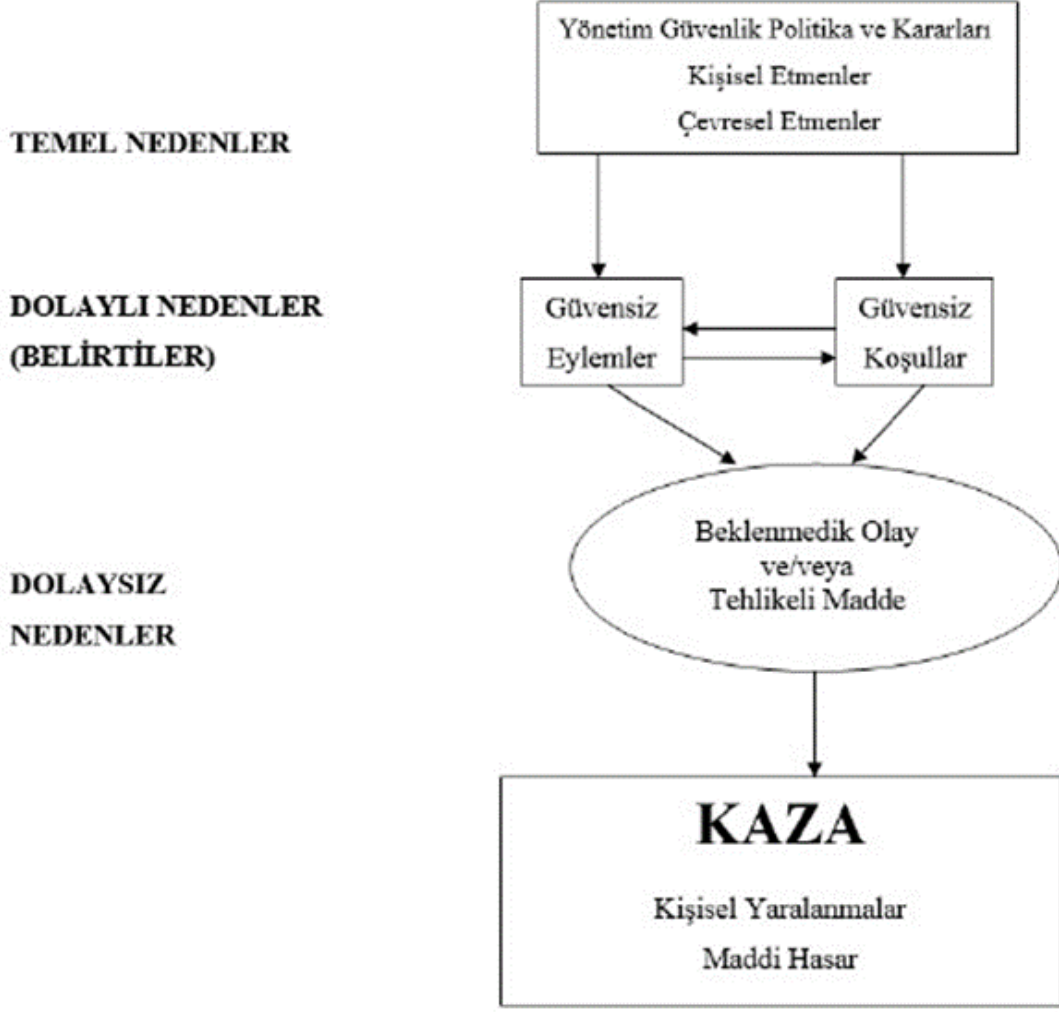 Yönetim Güvenlik Politika ve Kararları
Kişisel Etmenler
Çevresel Etmenler
TEMEL NEDENLER
DOLAYLI NEDENLER
(BELİRTİLER)
Güvensiz
Eylemler
Güvensiz
Koşullar
Beklenmedik Olay
ve/veya
Tehlikeli Madde
DOLAYSIZ
NEDENLER
KAZA
Kişisel Yaralanmalar
Maddi Hasar